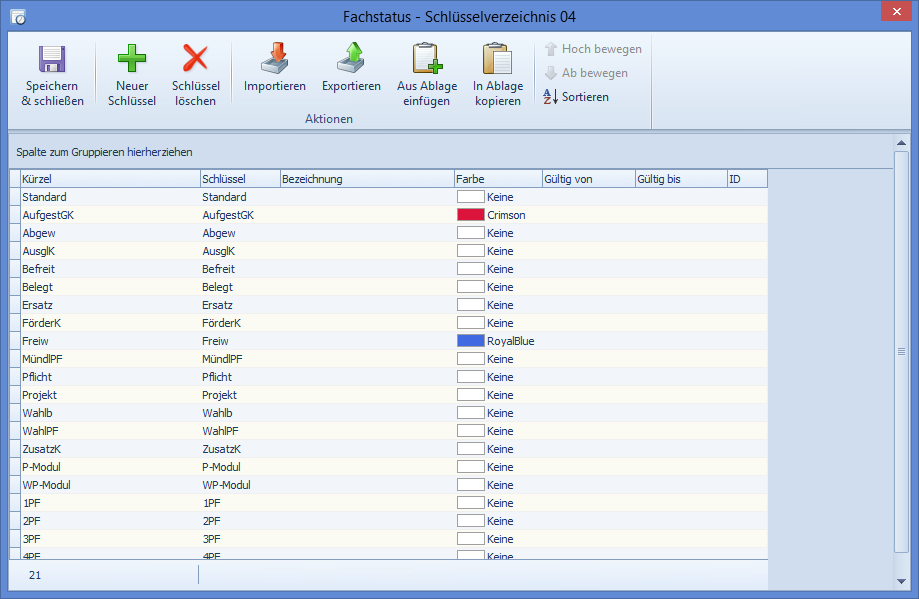 Fachstatus - Schlüsselverzeichnis 04
Speichern & schließen
Neuer Schlüssel
Schlüssel löschen
Importieren
Exportieren
Aus Ablage einfügen
In Ablage kopieren
Hoch bewegen
Ab bewegen
Sortieren
Aktionen
Spalte zum Gruppieren hierherziehen
Kürzel Schlüssel Bezeichnung Farbe Gültig von Gültig bis ID
Standard Standard Keine
AufgestGK AufgestGK Crimson
Abgew Abgew Keine
AusglK AusglK Keine
Befreit Befreit Keine
Belegt Belegt Keine
Ersatz Ersatz Keine
FörderK FörderK Keine
Freiw Freiw RoyalBlue
MündlPF MündlPF Keine
Pflicht Pflicht Keine
Projekt Projekt Keine
Wahlb Wahlb Keine
WahlPF WahlPF Keine
ZusatzK ZusatzK Keine
P-Modul P-Modul Keine
WP-Modul WP-Modul Keine
1PF 1PF Keine
2PF 2PF Keine
3PF 3PF Keine
4PF 4PF Keine
21